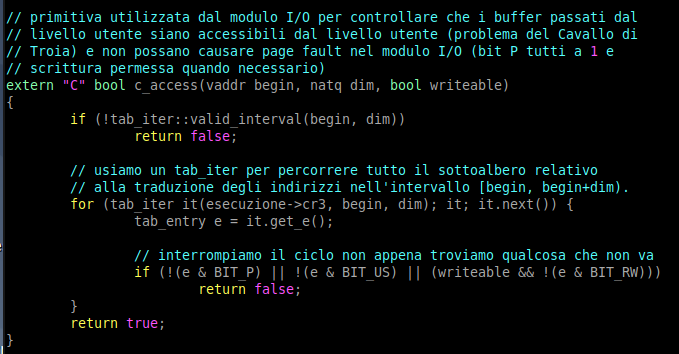 // primitiva utilizzata dal modulo I/O per controllare che i buffer passati dal
// livello utente siano accessibili dal livello utente (problema del Cavallo di
// Troia) e non possano causare page fault nel modulo I/O (bit P tutti a 1 e
// scrittura permessa quando necessario)
extern "C" bool c_access(vaddr begin, natq dim, bool writeable)
{
        if (!tab_iter::valid_interval(begin, dim))
                return false;

        // usiamo un tab_iter per percorrere tutto il sottoalbero relativo
        // alla traduzione degli indirizzi nell'intervallo [begin, begin+dim).
        for (tab_iter it(esecuzione->cr3, begin, dim); it; it.next()) {
                tab_entry e = it.get_e();

                // interrompiamo il ciclo non appena troviamo qualcosa che non va
                if (!(e & BIT_P) || !(e & BIT_US) || (writeable && !(e & BIT_RW)))
                        return false;
        }
        return true;
}